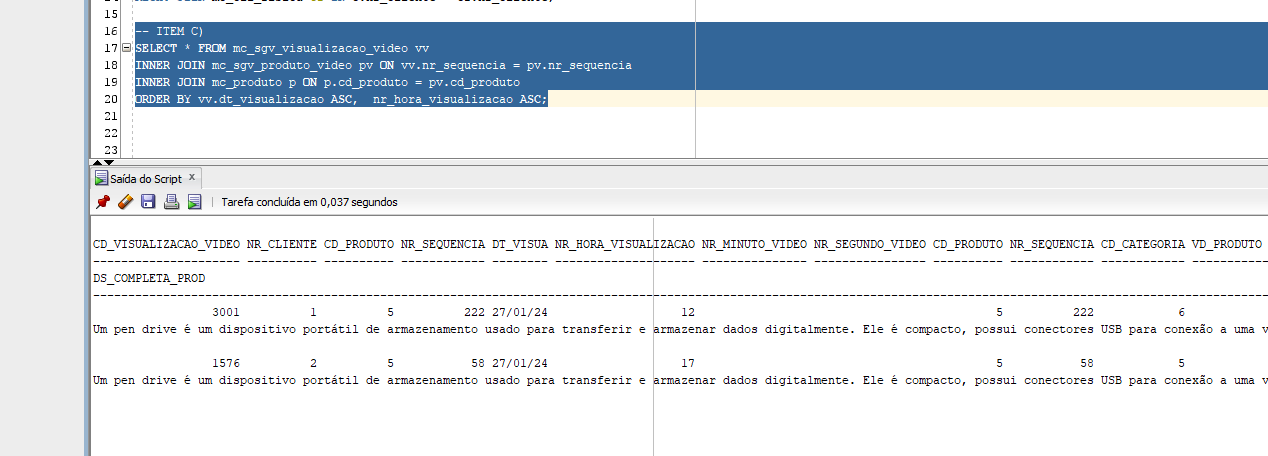 15
16 -- ITEM C)
17 SELECT * FROM mc_sgv_visualizacao_video vv
18 INNER JOIN mc_sgv_produto_video pv ON vv.nr_sequencia = pv.nr_sequencia
19 INNER JOIN mc_produto p ON p.cd_produto = pv.cd_produto
20 ORDER BY vv.dt_visualizacao ASC,  nr_hora_visualizacao ASC;
21
22
23
Saída do Script x
Tarefa concluída em 0,037 segundos
CD_VISUALIZACAO_VIDEO NR_CLIENTE CD_PRODUTO NR_SEQUENCIA DT_VISUA NR_HORA_VISUALIZACAO NR_MINUTO_VIDEO NR_SEGUNDO_VIDEO CD_PRODUTO NR_SEQUENCIA CD_CATEGORIA VD_PRODUTO
--------------------- ---------- ---------- ------------ -------- -------------------- --------------- ---------------- ---------- ------------ ------------ ----------
DS_COMPLETA_PROD
------------------------------------------------------------------------------------------------------------------------------------------------------------------------
3001 1 5 222 27/01/24 12 5 222 6
Um pen drive é um dispositivo portátil de armazenamento usado para transferir e armazenar dados digitalmente. Ele é compacto, possui conectores USB para conexão a uma v
1576 2 5 58 27/01/24 17 5 58 5
Um pen drive é um dispositivo portátil de armazenamento usado para transferir e armazenar dados digitalmente. Ele é compacto, possui conectores USB para conexão a uma v